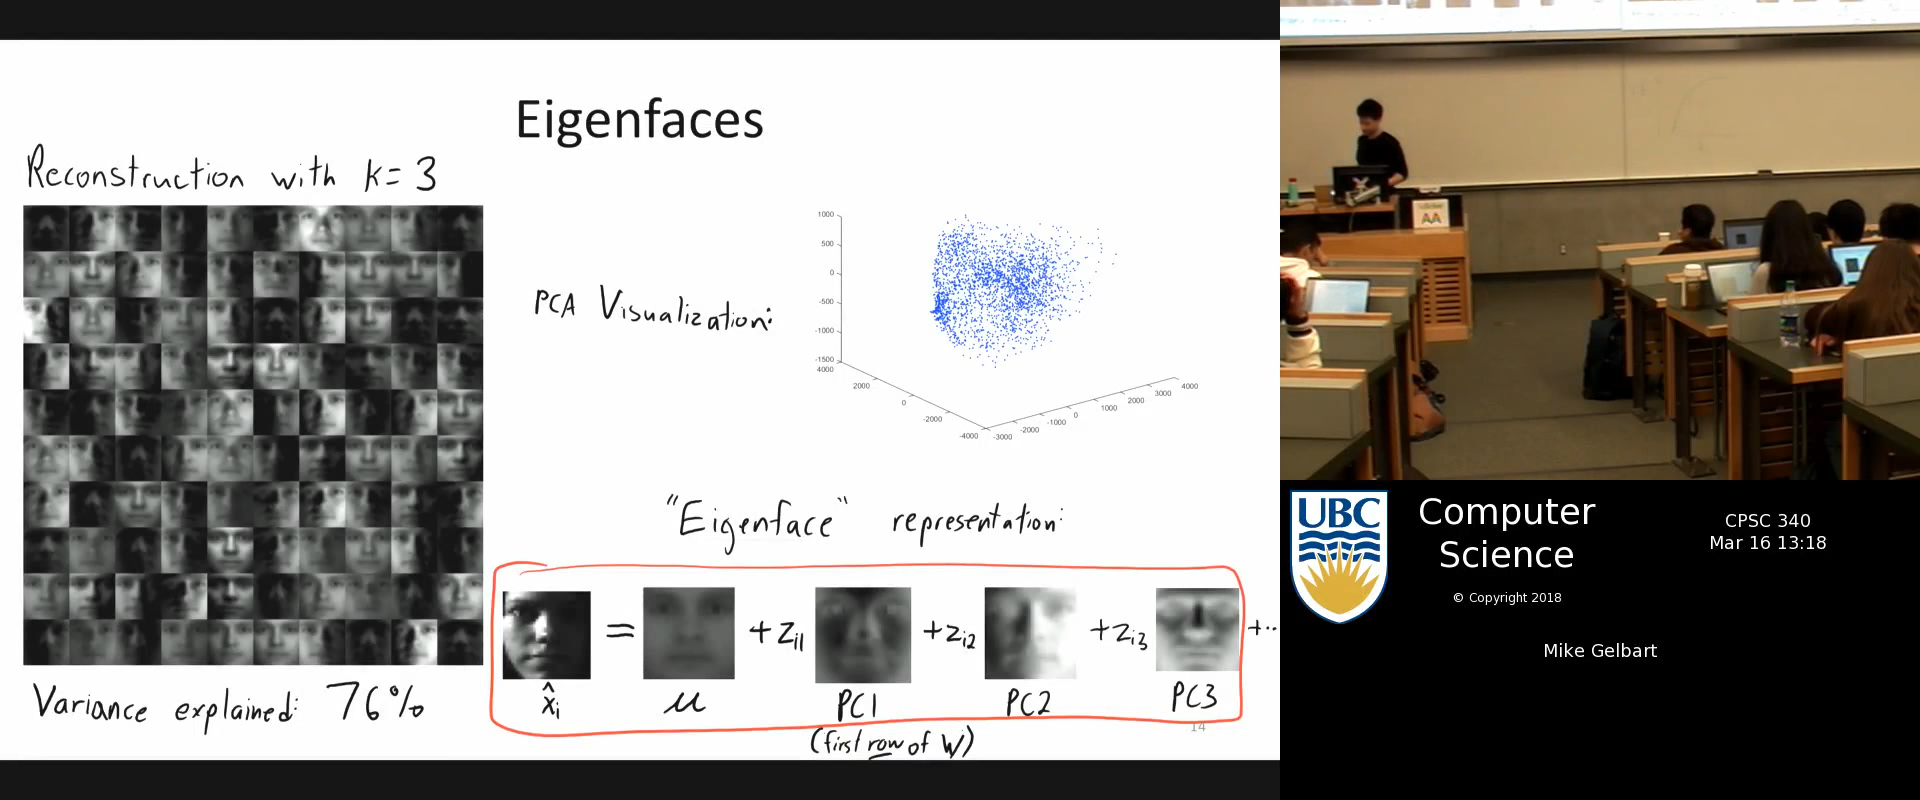 Eigenfaces
Reconstruction with k=3
PCA Visualization:
1000
500
0
-500
-1000
-1500
4000
2000
0
-2000
-4000
-3000
-2000
-1000
0
1000
2000
3000
4000
"Eigenface" representation:
x̂i = μ + zi1 PC1 + zi2 PC2 + zi3 PC3 + ..
(first row of W)
14
Variance explained: 76%
AA
UBC
Computer
Science
CPSC 340
Mar 16 13:18
© Copyright 2018
Mike Gelbart